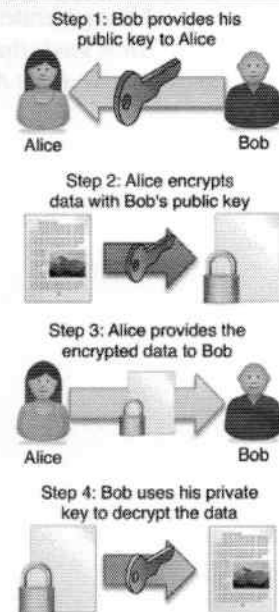 Step 1: Bob provides his
public key to Alice
Alice
Bob
Step 2: Alice encrypts
data with Bob's public key
Step 3: Alice provides the
encrypted data to Bob
Alice
Bob
Step 4: Bob uses his private
key to decrypt the data